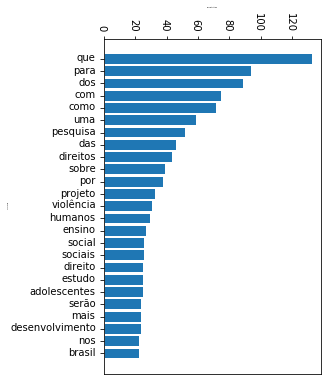 0 20 40 60 80 100 120
que
para
dos
com
como
uma
pesquisa
das
direitos
sobre
por
projeto
violência
humanos
ensino
social
sociais
direito
estudo
adolescentes
serão
mais
desenvolvimento
nos
brasil